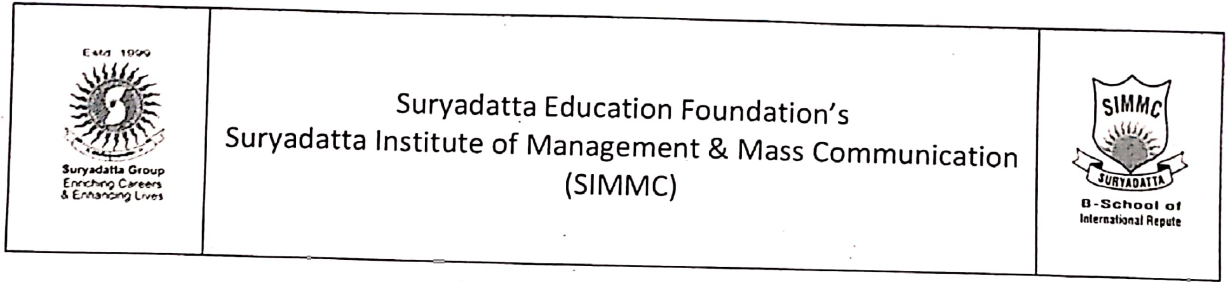 Estd 1999
Suryadatta Group
Enriching Careers
& Enhancing Lives
Suryadatta Education Foundation's
Suryadatta Institute of Management & Mass Communication
(SIMMC)
SIMMC
SURYADATTA
B-School of
International Repute